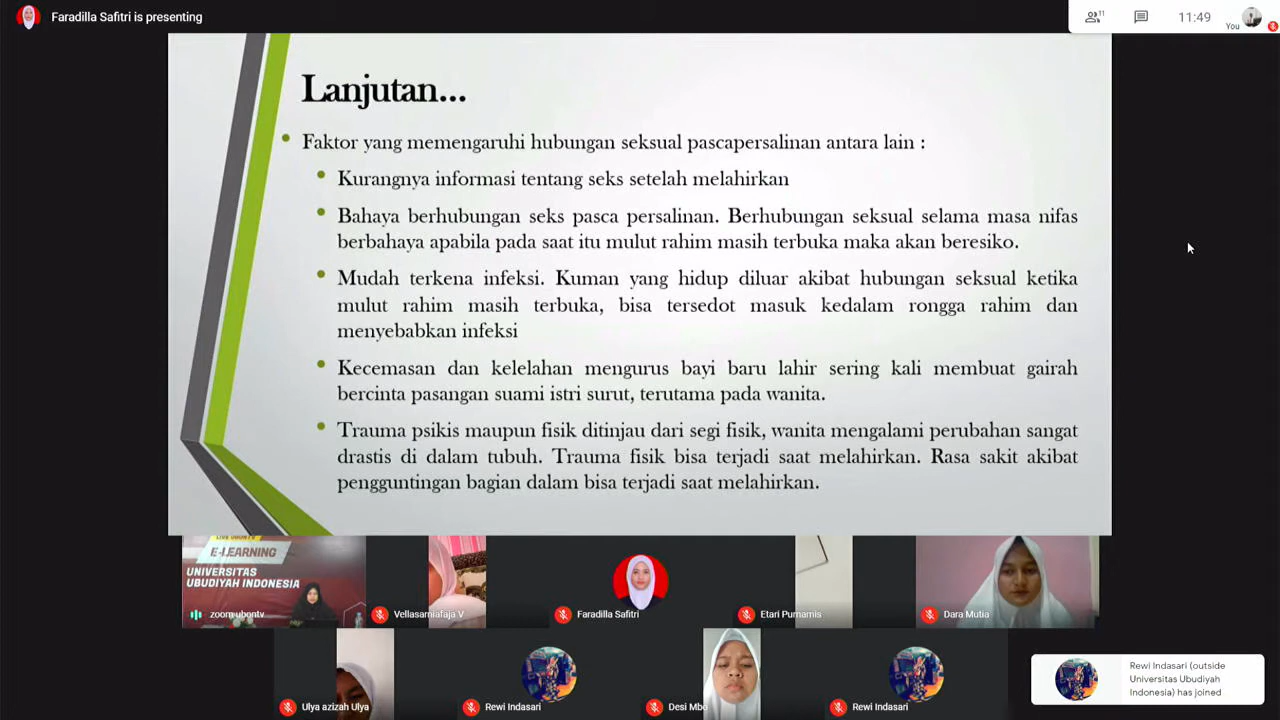 Faradilla Safitri is presenting
11
11:49
You
Lanjutan...
Faktor yang memengaruhi hubungan seksual pascapersalinan antara lain :
Kurangnya informasi tentang seks setelah melahirkan
Bahaya berhubungan seks pasca persalinan. Berhubungan seksual selama masa nifas
berbahaya apabila pada saat itu mulut rahim masih terbuka maka akan beresiko.
Mudah terkena infeksi. Kuman yang hidup diluar akibat hubungan seksual ketika
mulut rahim masih terbuka, bisa tersedot masuk kedalam rongga rahim dan
menyebabkan infeksi
Kecemasan dan kelelahan mengurus bayi baru lahir sering kali membuat gairah
bercinta pasangan suami istri surut, terutama pada wanita.
Trauma psikis maupun fisik ditinjau dari segi fisik, wanita mengalami perubahan sangat
drastis di dalam tubuh. Trauma fisik bisa terjadi saat melahirkan. Rasa sakit akibat
pengguntingan bagian dalam bisa terjadi saat melahirkan.
LIVE UBUNTV
E-LEARNING
UNIVERSITAS
UBUDIYAH INDONESIA
zoom ubontv
Vellasarniafaja V
Faradilla Safitri
Etari Purnamis
Dara Mutia
Ulya azizah Ulya
Rewi Indasari
Desi Mbo
Rewi Indasari
Rewi Indasari (outside
Universitas Ubudiyah
Indonesia) has joined